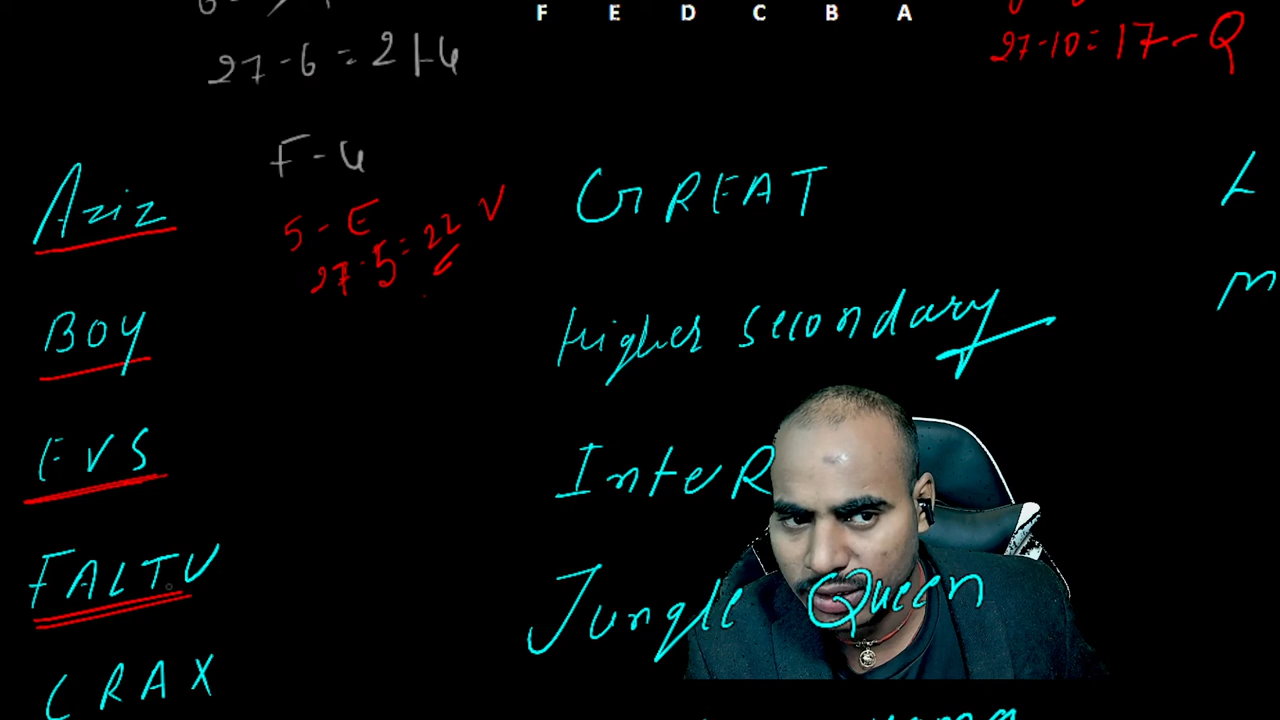 F E D C B A
27-6=21-U
27-10=17-Q
F-U
Aziz
5-E
27-5=22 V
GREAT
L
BOY
Higher secondary
M
EVS
InteR
FALTU
Jungle Queen
CRAX